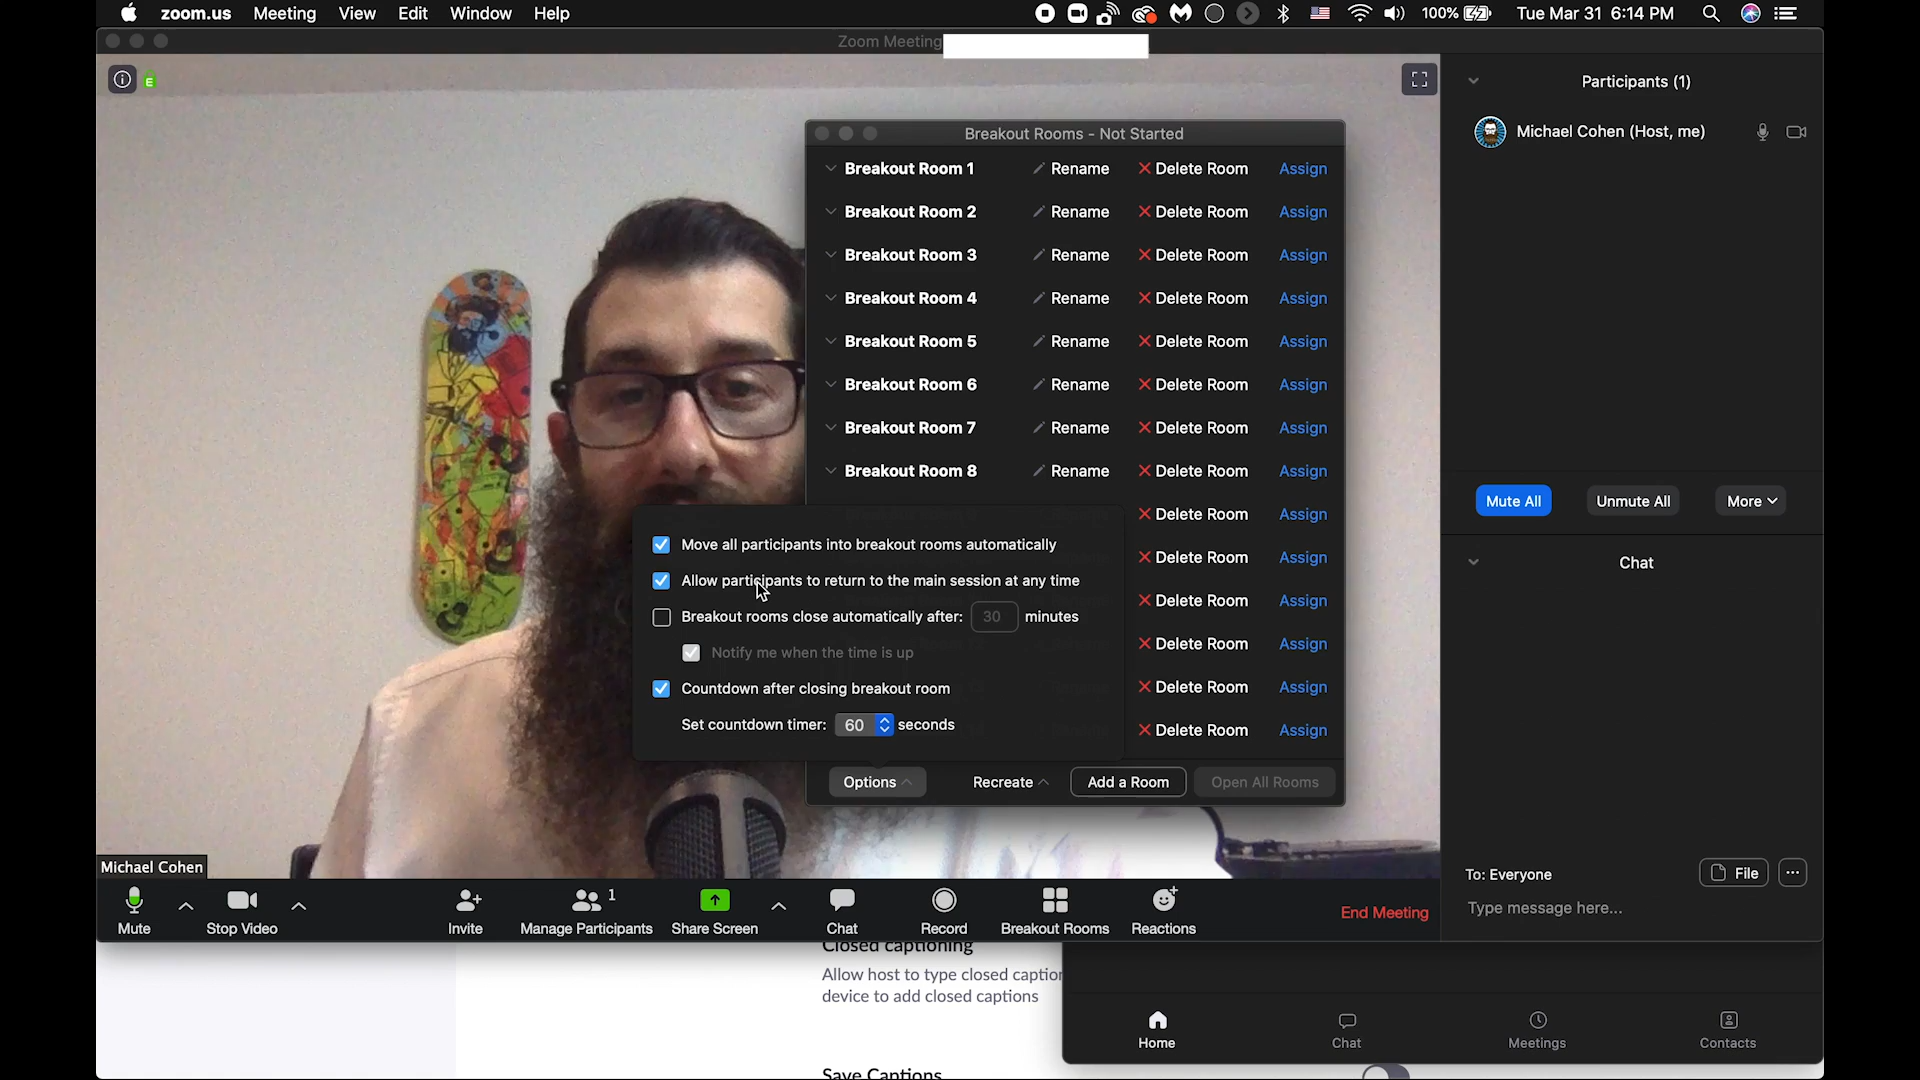 zoom.us Meeting View Edit Window Help 100% Tue Mar 31 6:14 PM
Zoom Meeting
E
Participants (1)
Michael Cohen (Host, me)
Breakout Rooms - Not Started
Breakout Room 1 Rename Delete Room Assign
Breakout Room 2 Rename Delete Room Assign
Breakout Room 3 Rename Delete Room Assign
Breakout Room 4 Rename Delete Room Assign
Breakout Room 5 Rename Delete Room Assign
Breakout Room 6 Rename Delete Room Assign
Breakout Room 7 Rename Delete Room Assign
Breakout Room 8 Rename Delete Room Assign
Delete Room Assign
Delete Room Assign
Delete Room Assign
Delete Room Assign
Delete Room Assign
Delete Room Assign
Move all participants into breakout rooms automatically
Allow participants to return to the main session at any time
Breakout rooms close automatically after: 30 minutes
Notify me when the time is up
Countdown after closing breakout room
Set countdown timer: 60 seconds
Options Recreate Add a Room Open All Rooms
Mute All Unmute All More
Chat
To: Everyone File ...
Type message here...
Michael Cohen
Mute Stop Video Invite Manage Participants 1 Share Screen Chat Record Breakout Rooms Reactions End Meeting
Closed captioning
Allow host to type closed caption
device to add closed captions
Save Captions
Home Chat Meetings Contacts